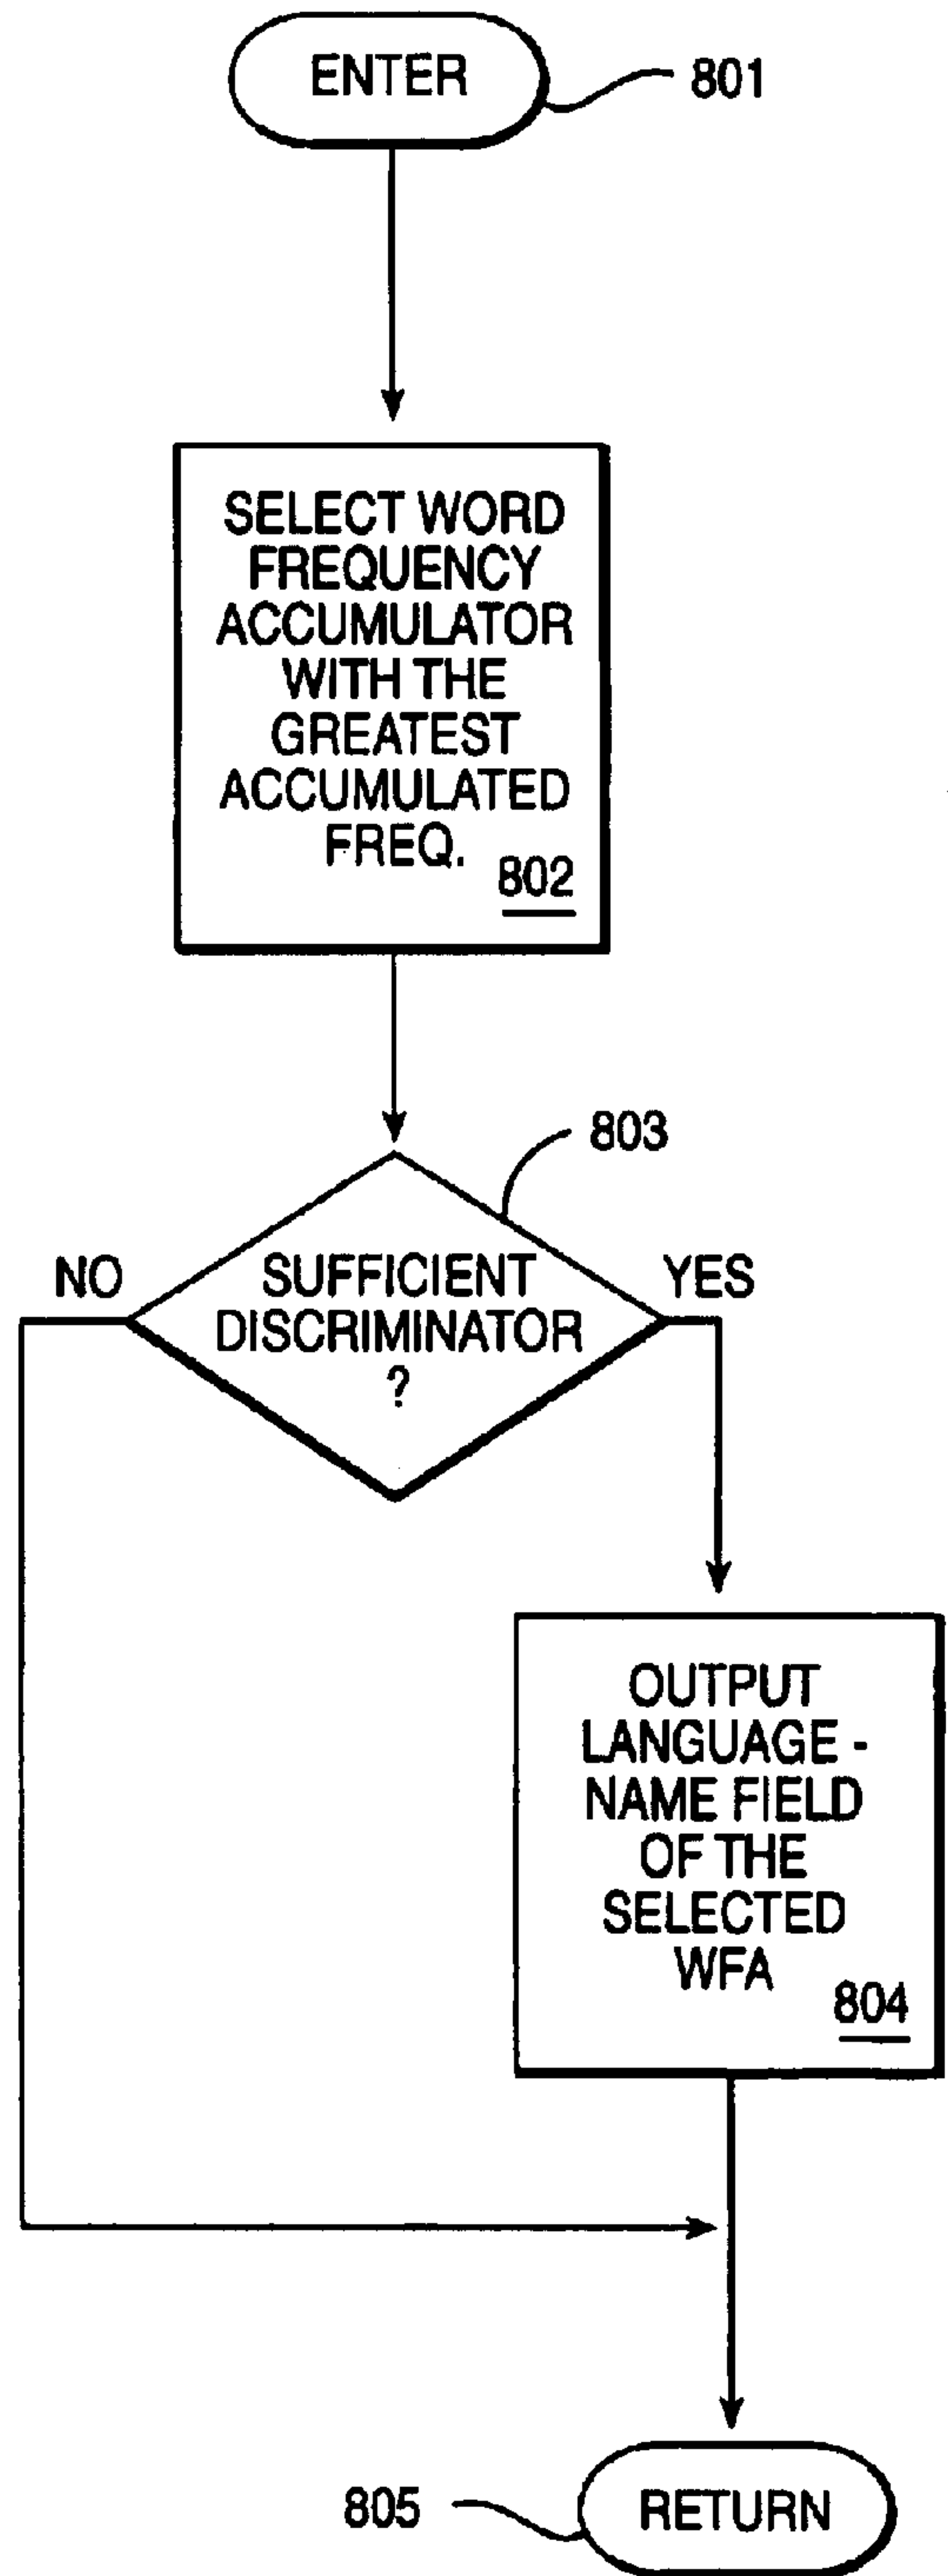 ENTER
801
SELECT WORD
FREQUENCY
ACCUMULATOR
WITH THE
GREATEST
ACCUMULATED
FREQ.
802
803
NO
SUFFICIENT
DISCRIMINATOR
?
YES
OUTPUT
LANGUAGE -
NAME FIELD
OF THE
SELECTED
WFA
804
805
RETURN